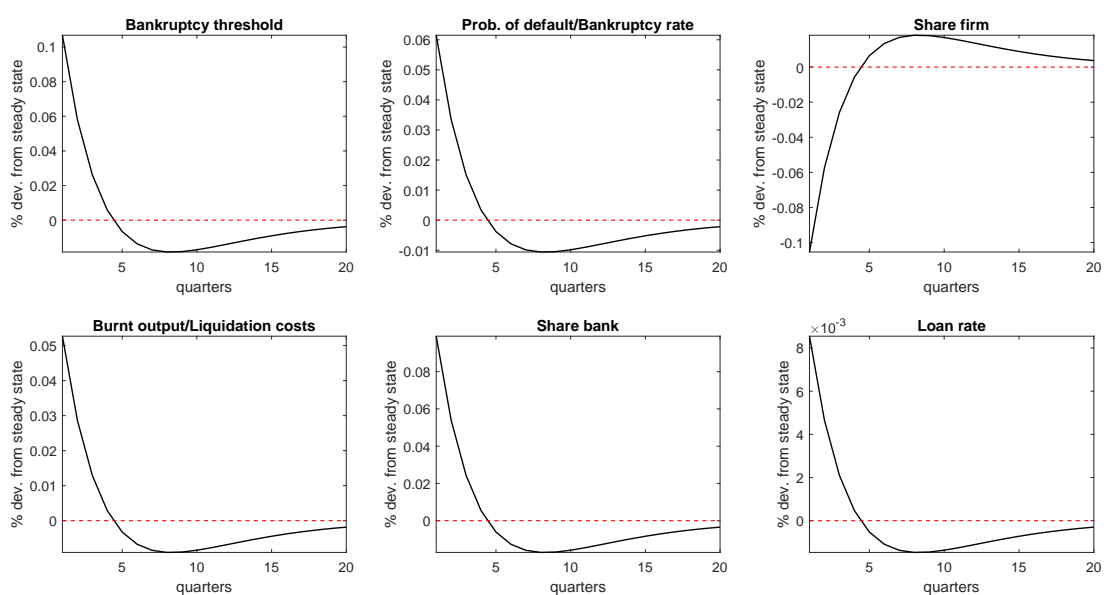 Bankruptcy threshold
% dev. from steady state
0.1
0.08
0.06
0.04
0.02
0
5 10 15 20
quarters
Prob. of default/Bankruptcy rate
% dev. from steady state
0.06
0.05
0.04
0.03
0.02
0.01
0
-0.01
5 10 15 20
quarters
Share firm
% dev. from steady state
0
-0.02
-0.04
-0.06
-0.08
-0.1
5 10 15 20
quarters
Burnt output/Liquidation costs
% dev. from steady state
0.05
0.04
0.03
0.02
0.01
0
5 10 15 20
quarters
Share bank
% dev. from steady state
0.08
0.06
0.04
0.02
0
5 10 15 20
quarters
Loan rate
×10⁻³
% dev. from steady state
8
6
4
2
0
5 10 15 20
quarters